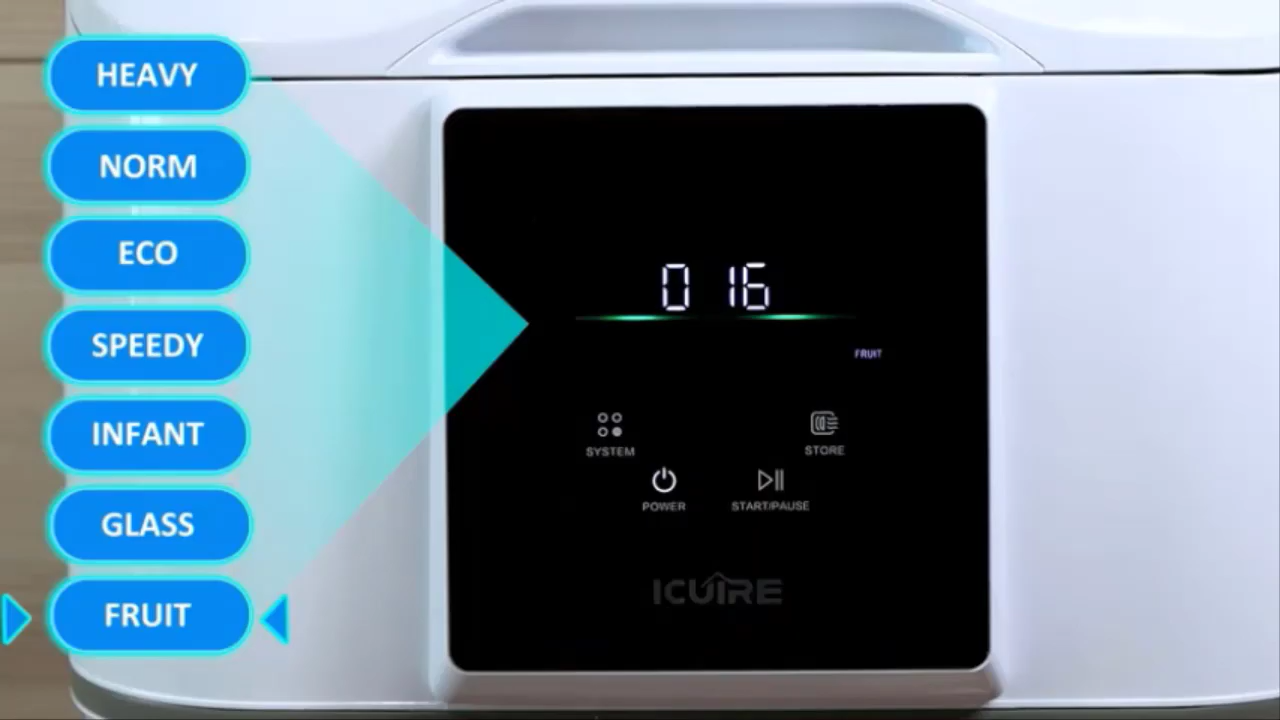 HEAVY
NORM
ECO
SPEEDY
INFANT
GLASS
FRUIT
0 16
FRUIT
SYSTEM
STORE
POWER
START/PAUSE
ICUIRE